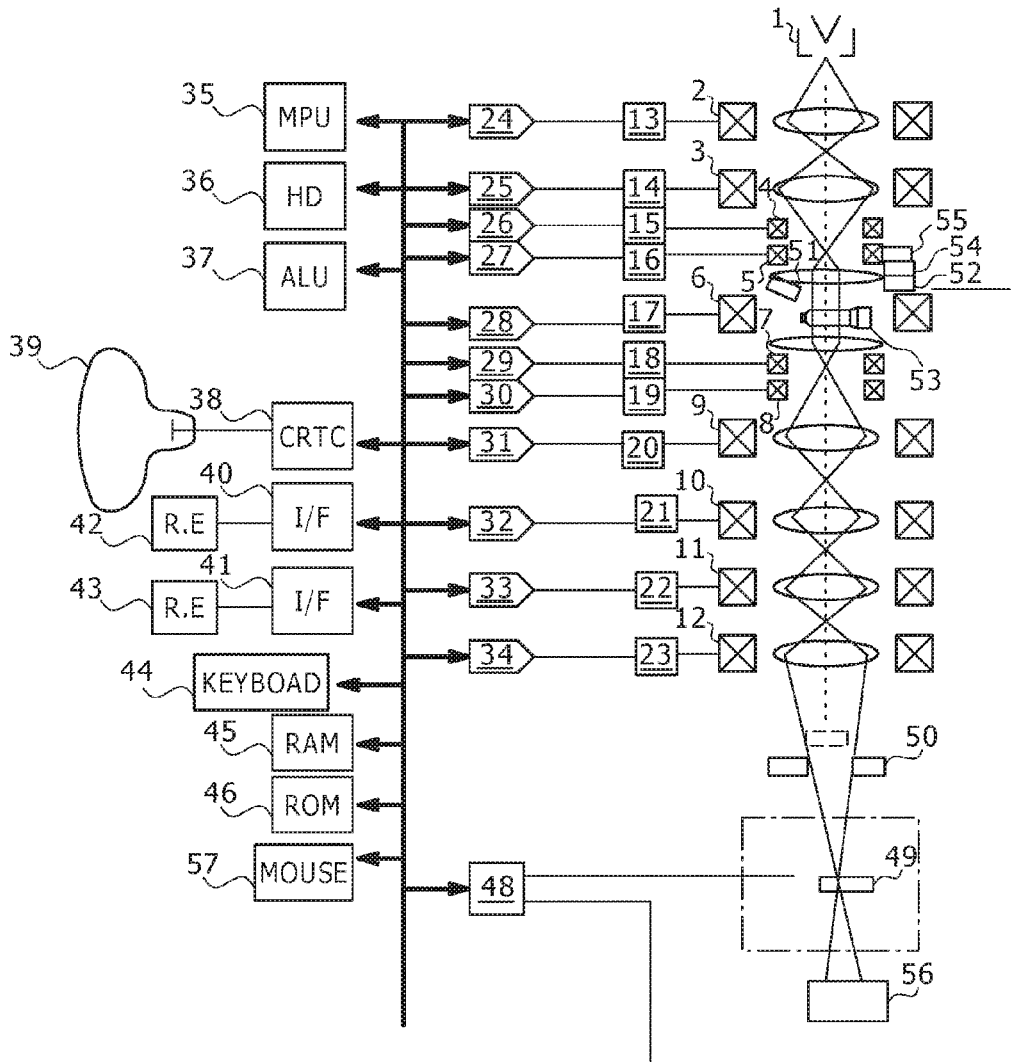 1
35 MPU 24 13 2
36 HD 25 14 3
26 15 4
37 ALU 27 16 5 51 55
54
52
28 17 6
39 29 18 7 53
30 19 8
38 CRTC 31 20 9
40 I/F 32 21 10
42 R.E
41 I/F 33 22 11
43 R.E
34 23 12
44 KEYBOAD
45 RAM
50
46 ROM
57 MOUSE
48 49
56